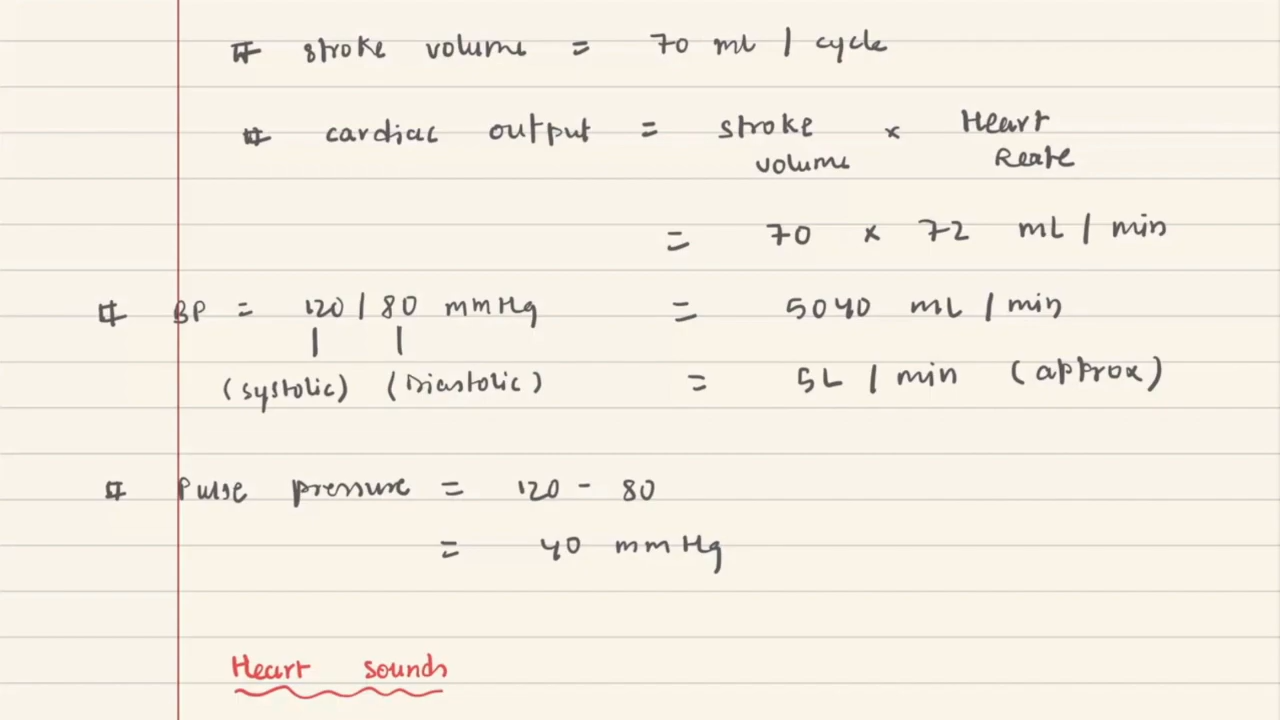 # stroke volume = 70 ml / cycle
# cardiac output = stroke volume × Heart Reate
= 70 × 72 mL / min
# BP = 120 / 80 mmHg
(systolic) (Diastolic)
= 5040 mL / min
= 5L / min (approx)
# Pulse pressure = 120 - 80
= 40 mmHg
Heart sounds